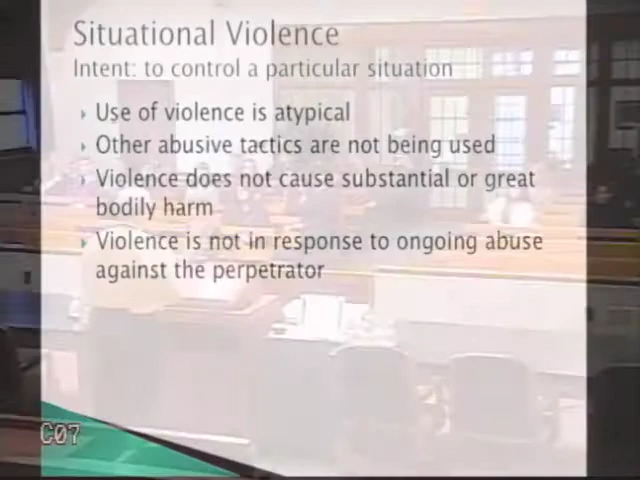 Situational Violence
Intent: to control a particular situation
Use of violence is atypical
Other abusive tactics are not being used
Violence does not cause substantial or great
bodily harm
Violence is not in response to ongoing abuse
against the perpetrator
C07